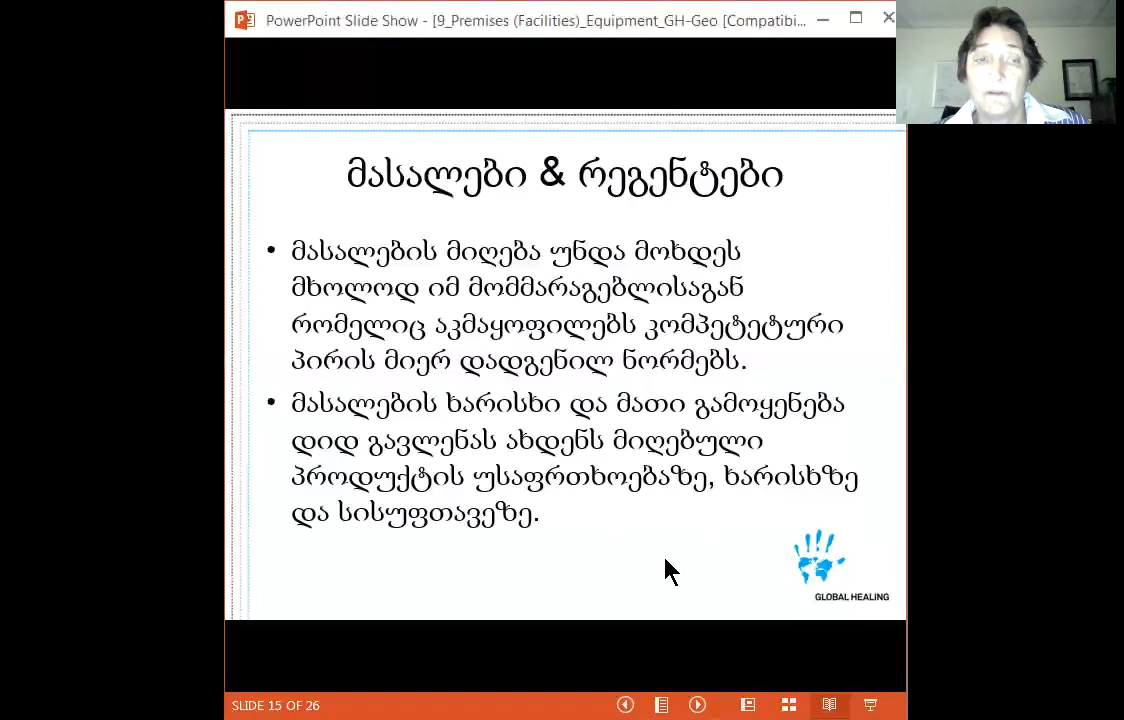 PowerPoint Slide Show - [9_Premises (Facilities)_Equipment_GH-Geo [Compatibi...
მასალები & რეგენტები
• მასალების მიღება უნდა მოხდეს
მხოლოდ იმ მომმარაგებლისაგან
რომელიც აკმაყოფილებს კომპეტეტური
პირის მიერ დადგენილ ნორმებს.
• მასალების ხარისხი და მათი გამოყენება
დიდ გავლენას ახდენს მიღებული
პროდუქტის უსაფრთხოებაზე, ხარისხზე
და სისუფთავეზე.
GLOBAL HEALING
SLIDE 15 OF 26